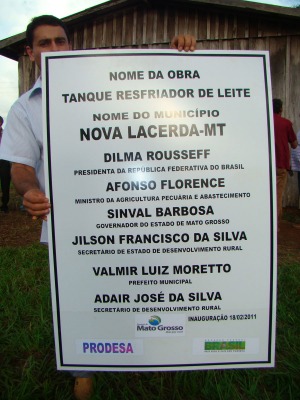 NOME DA OBRA
TANQUE RESFRIADOR DE LEITE
NOME DO MUNICÍPIO
NOVA LACERDA-MT
DILMA ROUSSEFF
PRESIDENTA DA REPUBLICA FEDERATIVA DO BRASIL
AFONSO FLORENCE
MINISTRO DA AGRICULTURA PECUÁRIA E ABASTECIMENTO
SINVAL BARBOSA
GOVERNADOR DO ESTADO DE MATO GROSSO
JILSON FRANCISCO DA SILVA
SECRETÁRIO DE ESTADO DE DESENVOLVIMENTO RURAL
VALMIR LUIZ MORETTO
PREFEITO MUNICIPAL
ADAIR JOSÉ DA SILVA
SECRETÁRIO DE DESENVOLVIMENTO RURAL
INAUGURAÇÃO 18/02/2011
Mato Grosso
PRODESA
BRASIL